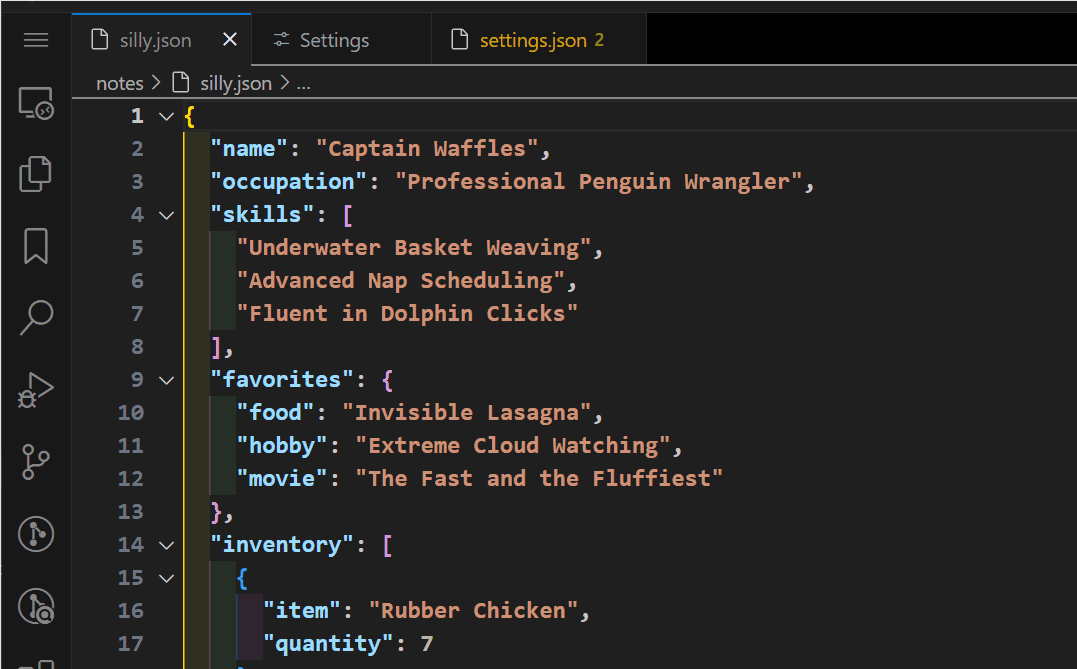 silly.json
Settings
settings.json 2
notes > silly.json > ...
1 {
2 "name": "Captain Waffles",
3 "occupation": "Professional Penguin Wrangler",
4 "skills": [
5 "Underwater Basket Weaving",
6 "Advanced Nap Scheduling",
7 "Fluent in Dolphin Clicks"
8 ],
9 "favorites": {
10 "food": "Invisible Lasagna",
11 "hobby": "Extreme Cloud Watching",
12 "movie": "The Fast and the Fluffiest"
13 },
14 "inventory": [
15 {
16 "item": "Rubber Chicken",
17 "quantity": 7